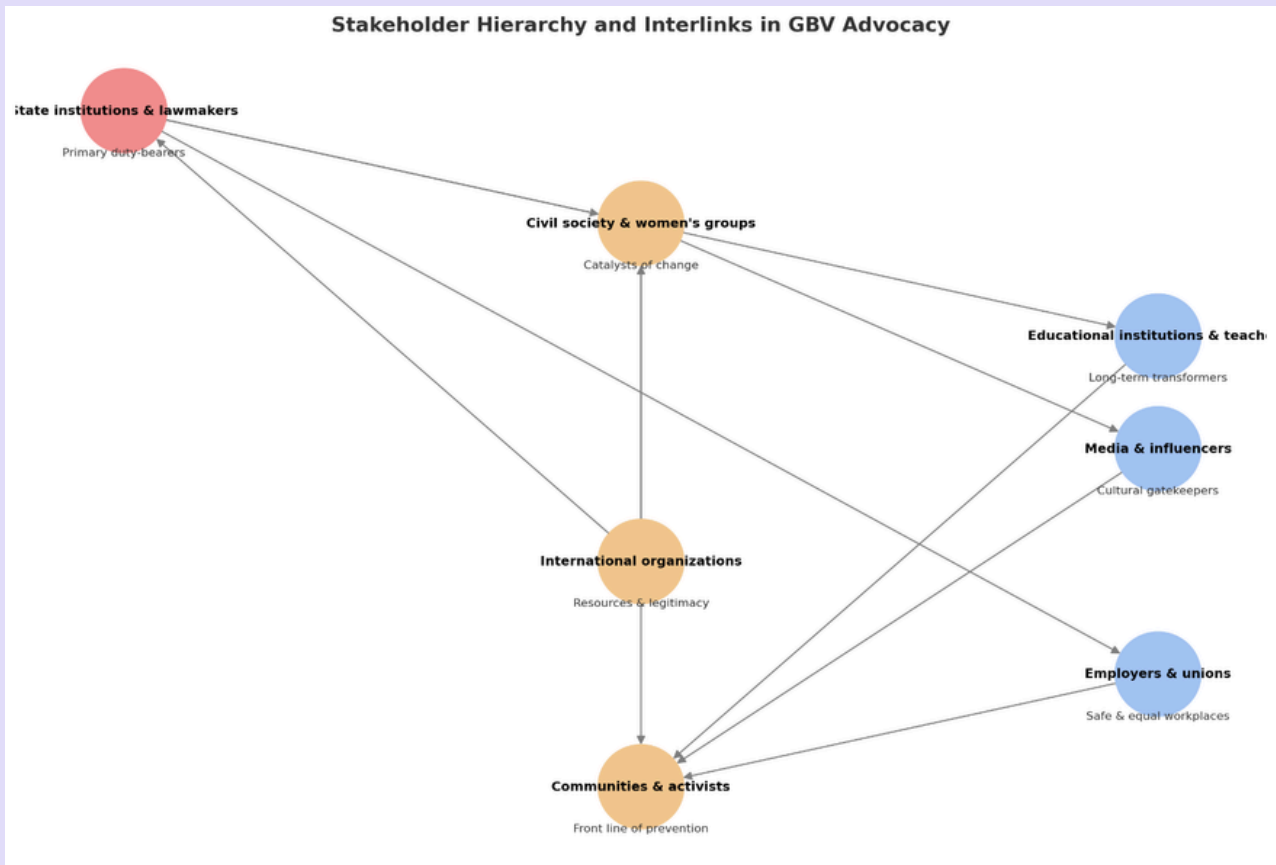 Stakeholder Hierarchy and Interlinks in GBV Advocacy
State institutions & lawmakers
Primary duty-bearers
Civil society & women's groups
Catalysts of change
Educational institutions & teach
Long-term transformers
Media & influencers
Cultural gatekeepers
International organizations
Resources & legitimacy
Employers & unions
Safe & equal workplaces
Communities & activists
Front line of prevention